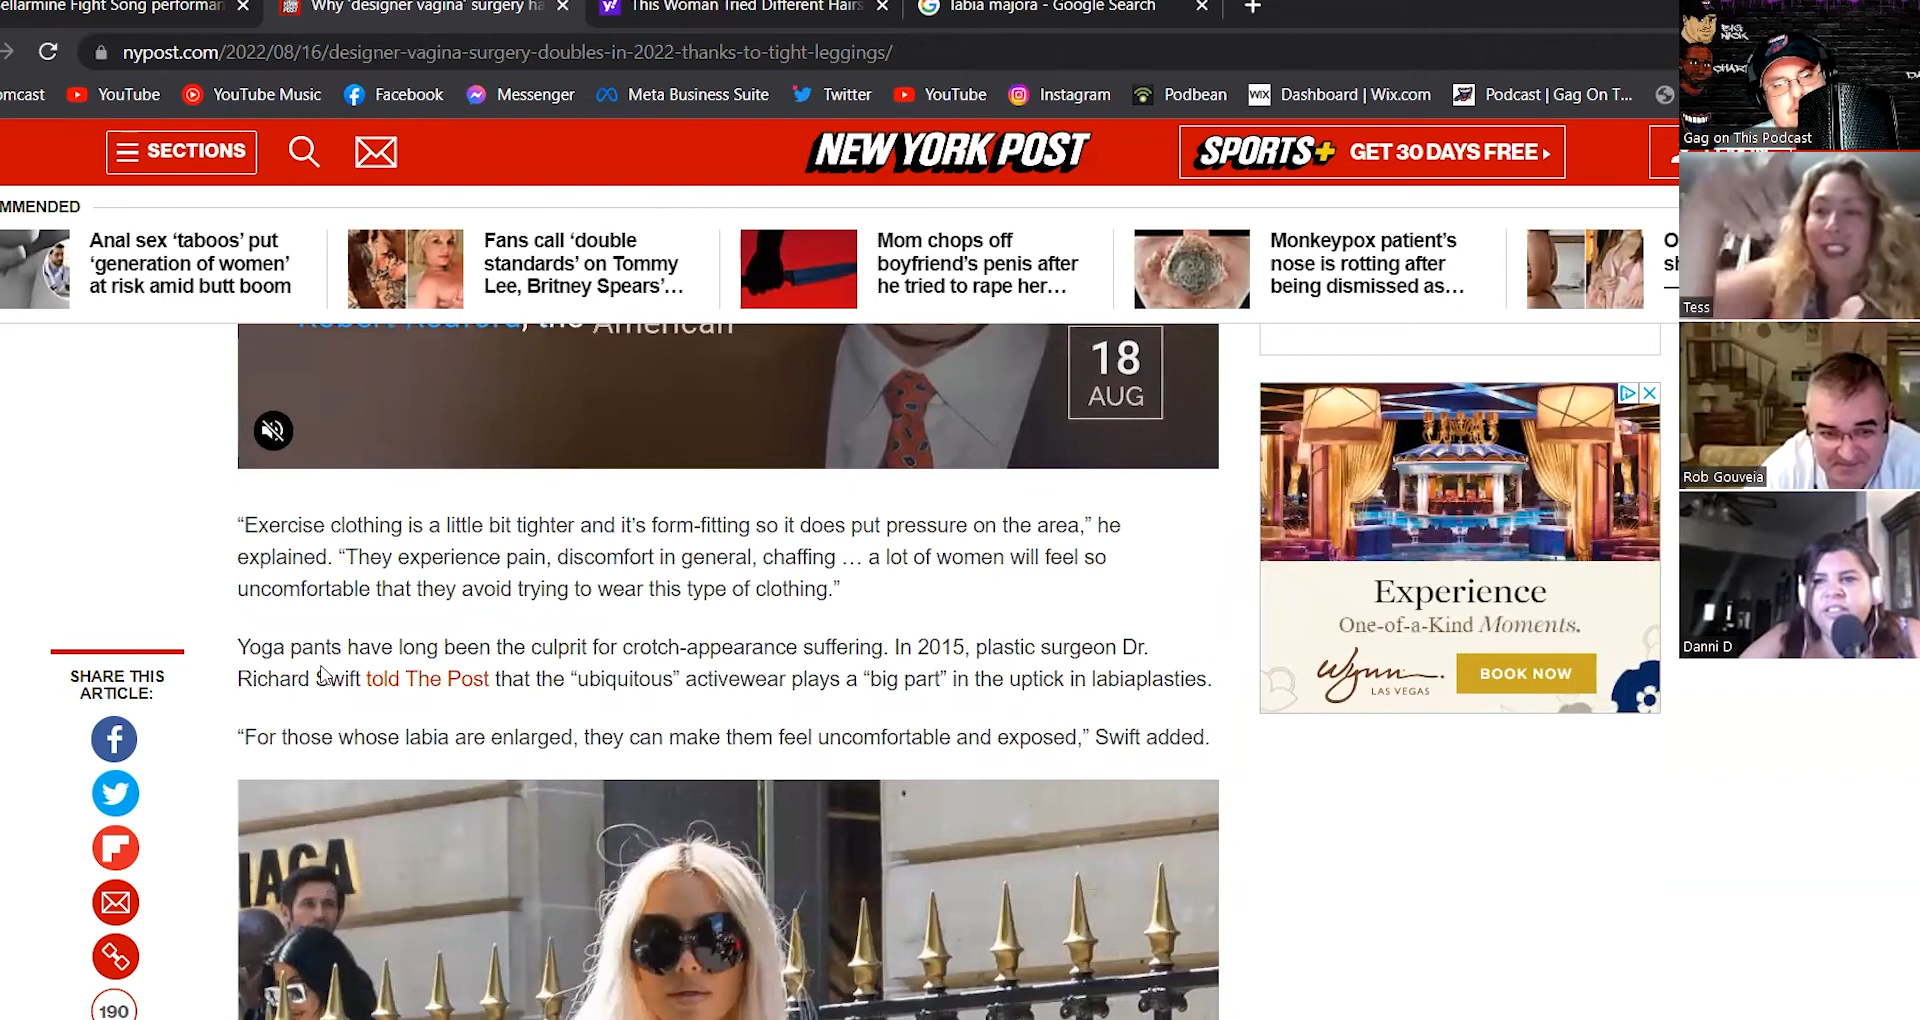 ellarmine Fight Song performan
Why 'designer vagina' surgery ha
This Woman Tried Different Hairs
labia majora - Google Search
nypost.com/2022/08/16/designer-vagina-surgery-doubles-in-2022-thanks-to-tight-leggings/
omcast
YouTube
YouTube Music
Facebook
Messenger
Meta Business Suite
Twitter
YouTube
Instagram
Podbean
WIX
Dashboard | Wix.com
Podcast | Gag On T...
SECTIONS
NEW YORK POST
SPORTS+ GET 30 DAYS FREE
MMENDED
Anal sex 'taboos' put
'generation of women'
at risk amid butt boom
Fans call 'double
standards' on Tommy
Lee, Britney Spears'...
Mom chops off
boyfriend's penis after
he tried to rape her...
Monkeypox patient's
nose is rotting after
being dismissed as...
O
sh
Robert Redford, the American
18
AUG
"Exercise clothing is a little bit tighter and it's form-fitting so it does put pressure on the area," he
explained. "They experience pain, discomfort in general, chaffing … a lot of women will feel so
uncomfortable that they avoid trying to wear this type of clothing."
Yoga pants have long been the culprit for crotch-appearance suffering. In 2015, plastic surgeon Dr.
Richard Swift told The Post that the "ubiquitous" activewear plays a "big part" in the uptick in labiaplasties.
"For those whose labia are enlarged, they can make them feel uncomfortable and exposed," Swift added.
SHARE THIS
ARTICLE:
190
IAGA
Experience
One-of-a-Kind Moments.
Wynn
LAS VEGAS
BOOK NOW
BIG
NICK
Gag on This Podcast
Tess
Rob Gouveia
Danni D